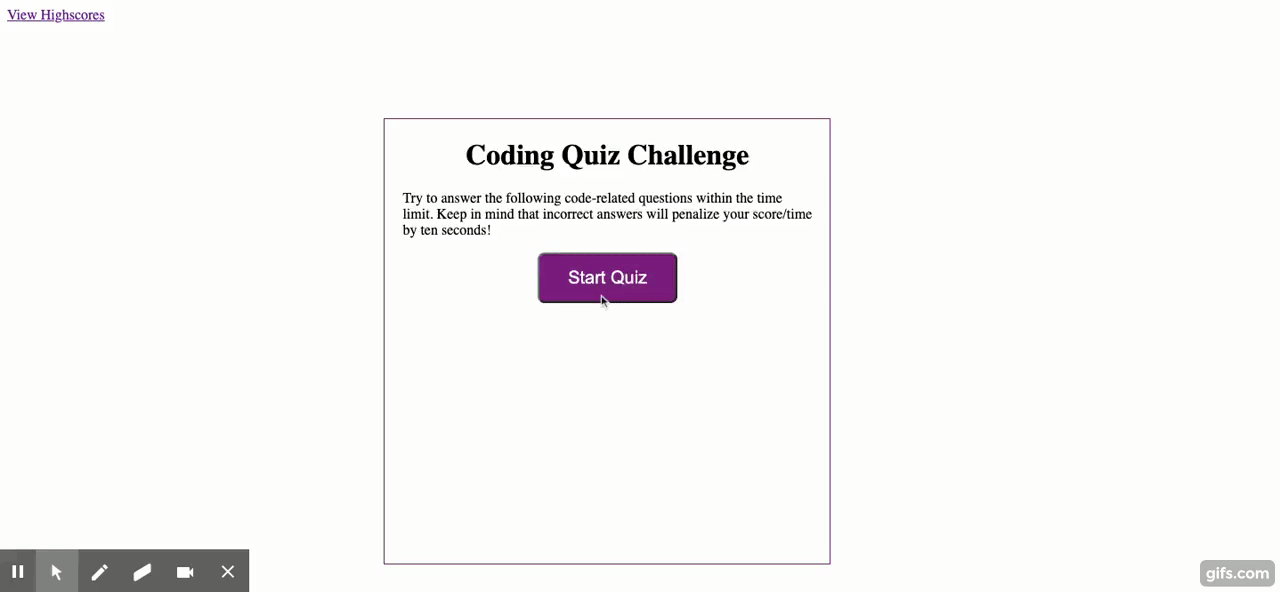 View Highscores
Coding Quiz Challenge
Try to answer the following code-related questions within the time
limit. Keep in mind that incorrect answers will penalize your score/time
by ten seconds!
Start Quiz
gifs.com